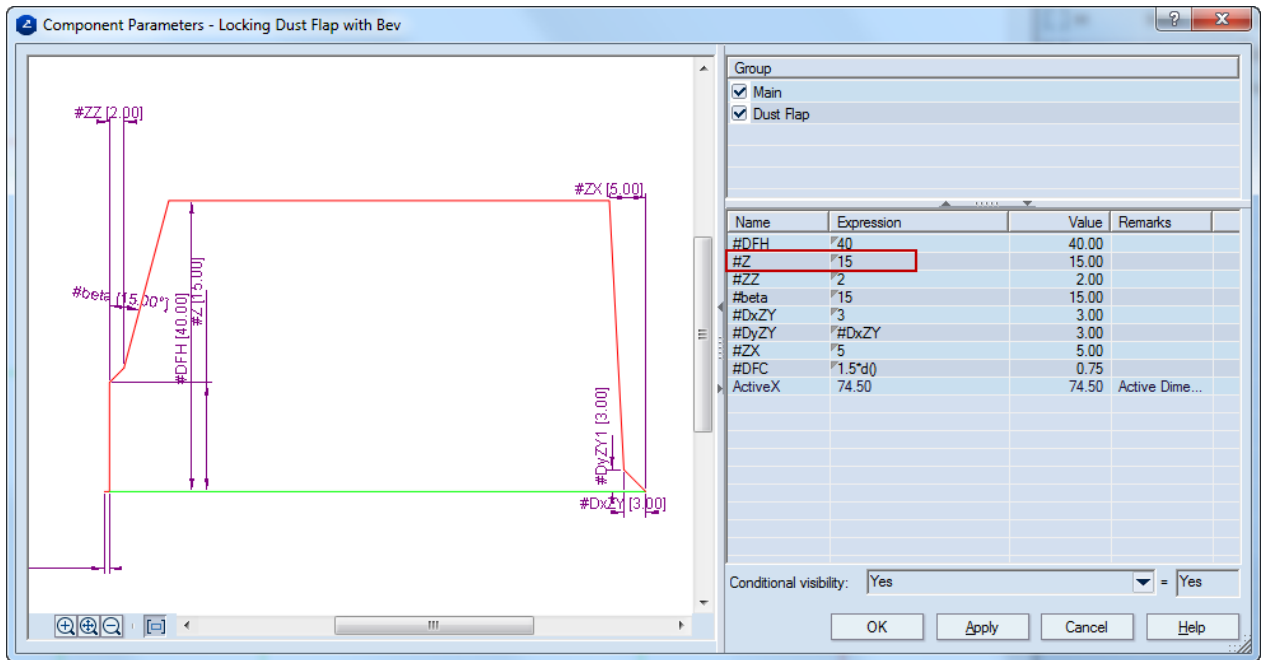 Component Parameters - Locking Dust Flap with Bev
#ZZ [2.00]
#ZX [5.00]
#beta [15.00°]
#DFH [40.00]
#Z [15.00]
#DyZY1 [3.00]
#DxZY [3.00]
Group
Main
Dust Flap
Name Expression Value Remarks
#DFH 40 40.00
#Z 15 15.00
#ZZ 2 2.00
#beta 15 15.00
#DxZY 3 3.00
#DyZY #DxZY 3.00
#ZX 5 5.00
#DFC 1.5*d() 0.75
ActiveX 74.50 74.50 Active Dime...
Conditional visibility: Yes = Yes
OK Apply Cancel Help